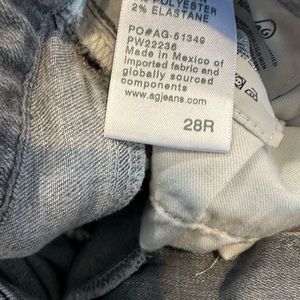 POLYESTER
2% ELASTANE
PO#AG-51349
PW22236
Made in Mexico of
imported fabric and
globally sourced
components
www.agjeans.com
28R